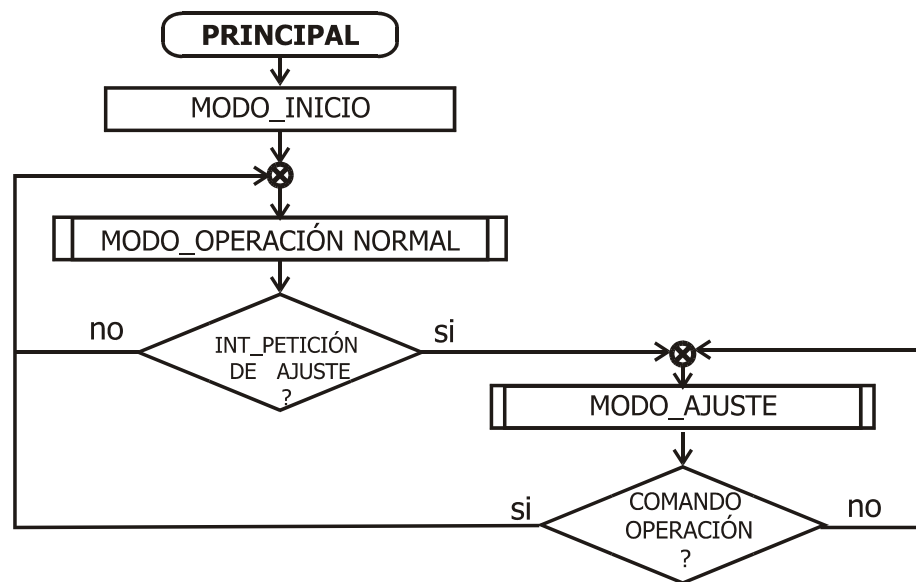 PRINCIPAL
MODO_INICIO
MODO_OPERACIÓN NORMAL
no
INT_PETICIÓN
DE AJUSTE
?
si
MODO_AJUSTE
si
COMANDO
OPERACIÓN
?
no